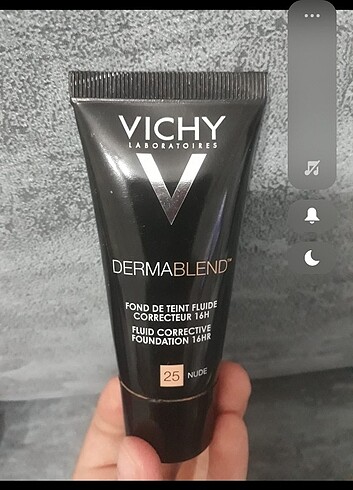 VICHY
LABORATOIRES
DERMABLEND™
FOND DE TEINT FLUIDE
CORRECTEUR 16H
FLUID CORRECTIVE
FOUNDATION 16HR
25 NUDE